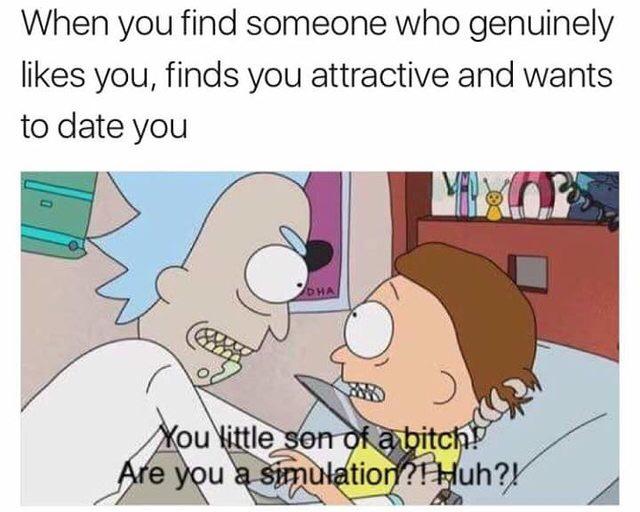 When you find someone who genuinely
likes you, finds you attractive and wants
to date you
DHA
You little son of a bitch!
Are you a simulation?! Huh?!